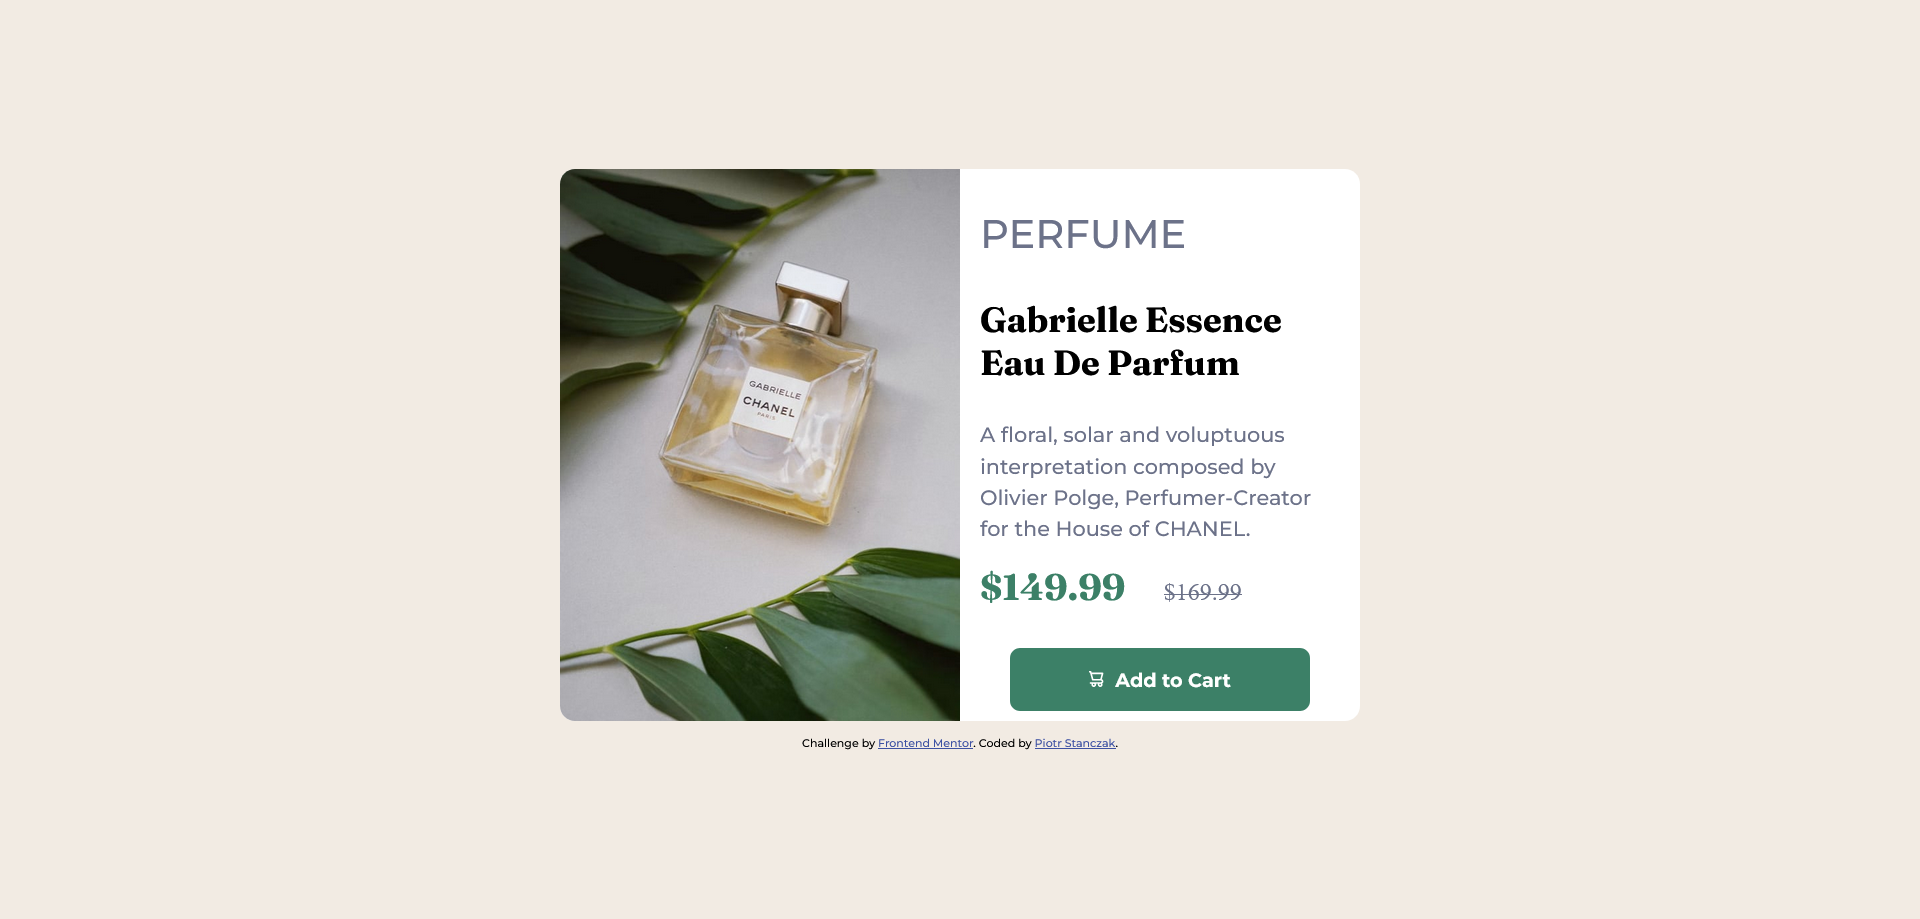 PERFUME
Gabrielle Essence
Eau De Parfum
GABRIELLE
CHANEL
PARIS
A floral, solar and voluptuous
interpretation composed by
Olivier Polge, Perfumer-Creator
for the House of CHANEL.
$149.99 $169.99
Add to Cart
Challenge by Frontend Mentor. Coded by Piotr Stanczak.